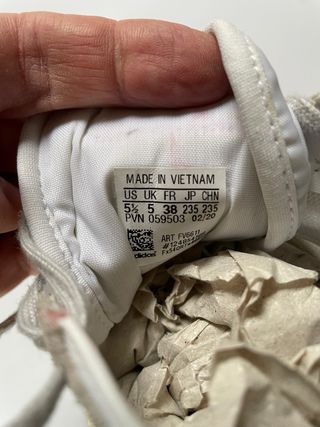 MADE IN VIETNAM
US UK FR JP CHN
5½ 5 38 235 235
PVN 059503 02/20
ART FV5611
adidas